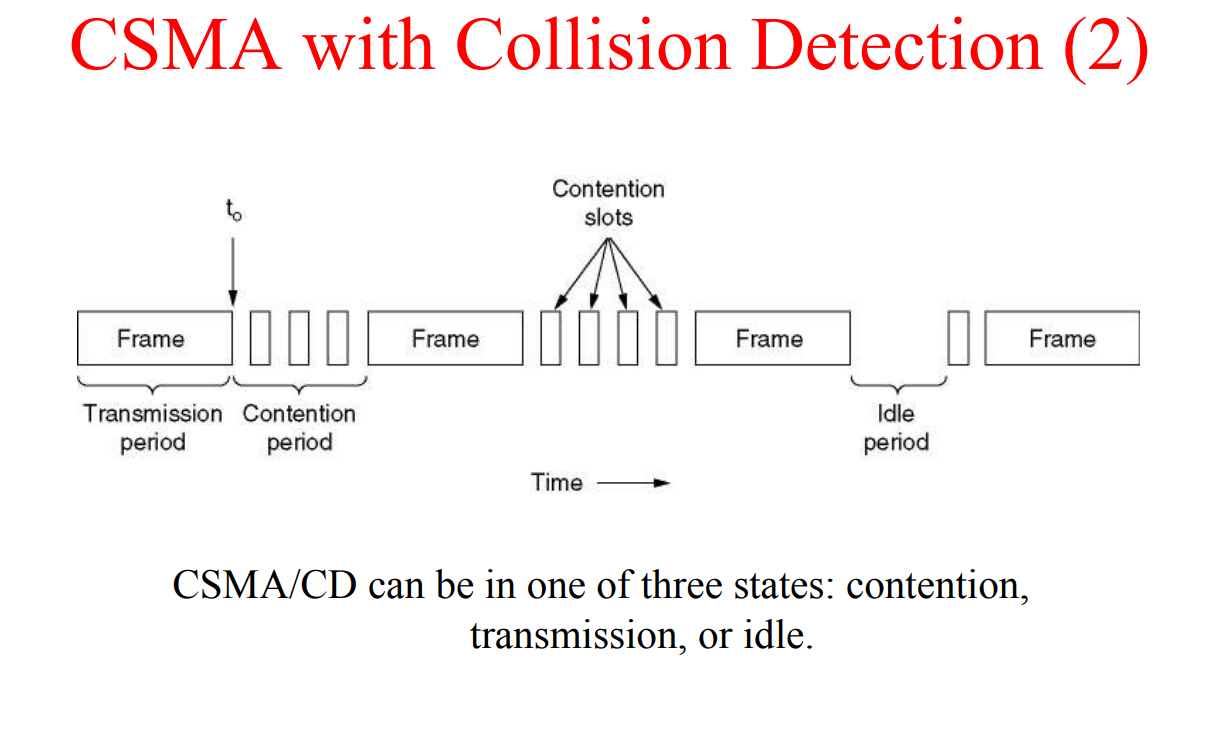 CSMA with Collision Detection (2)
Contention
slots
t₀
Frame
Frame
Frame
Frame
Transmission
period
Contention
period
Idle
period
Time
CSMA/CD can be in one of three states: contention,
transmission, or idle.